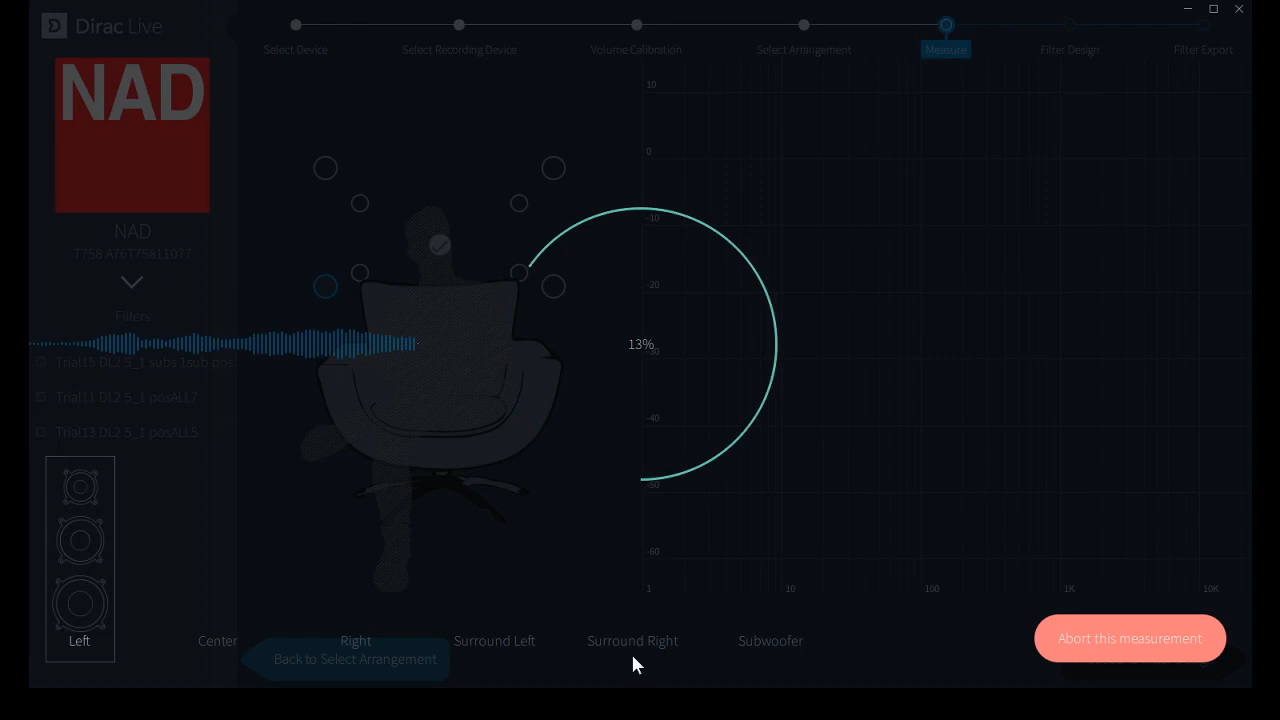 Dirac Live
Select Device
Select Recording Device
Volume Calibration
Select Arrangement
Measure
Filter Design
Filter Export
NAD
NAD
T758 A76T75811077
Filters
Trial15 DL2 5_1 subs 1sub pos
Trial11 DL2 5_1 posALL7
Trial13 DL2 5_1 posALL5
10
0
-10
-20
-30
-40
-50
-60
1
10
100
1K
10K
13%
Left
Center
Right
Surround Left
Surround Right
Subwoofer
Back to Select Arrangement
Abort this measurement